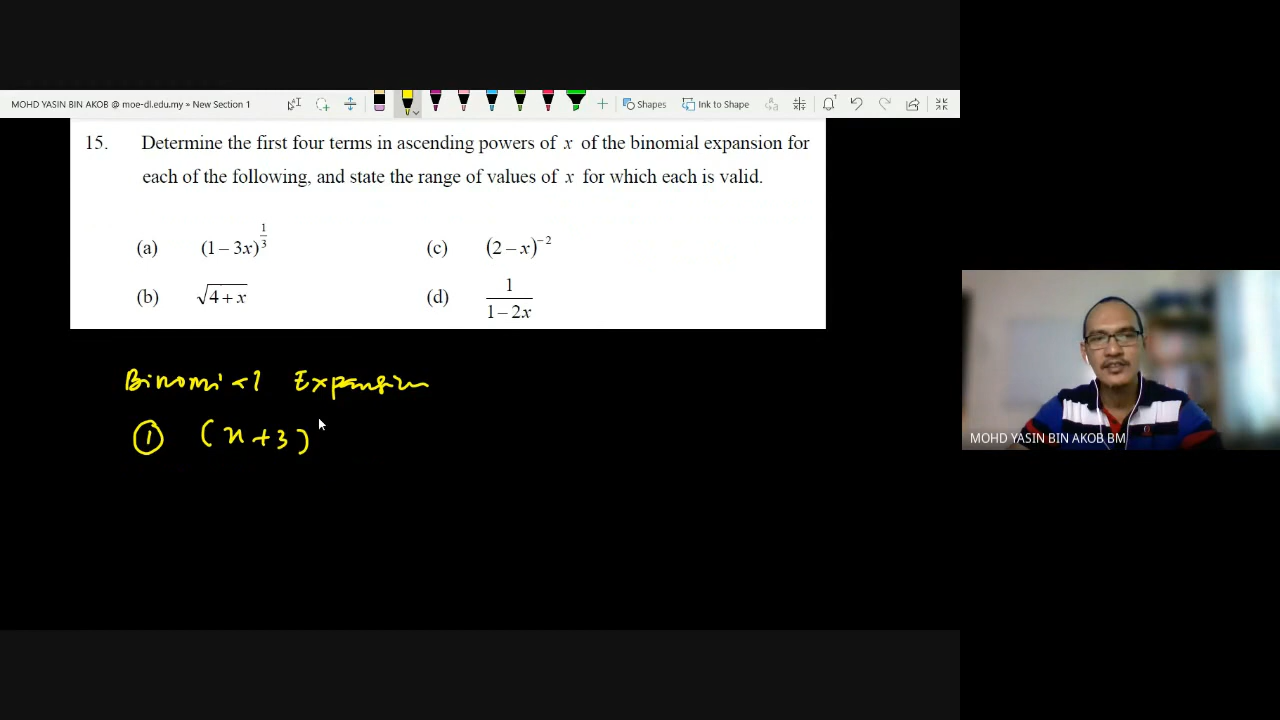 MOHD YASIN BIN AKOB @ moe-dl.edu.my » New Section 1
Shapes
Ink to Shape
15. Determine the first four terms in ascending powers of x of the binomial expansion for
each of the following, and state the range of values of x for which each is valid.
(a) (1 – 3x)^(1/3) (c) (2 – x)^–2
(b) √(4 + x) (d) 1/(1 – 2x)
Binomial Expansion
① (x + 3)
MOHD YASIN BIN AKOB BM